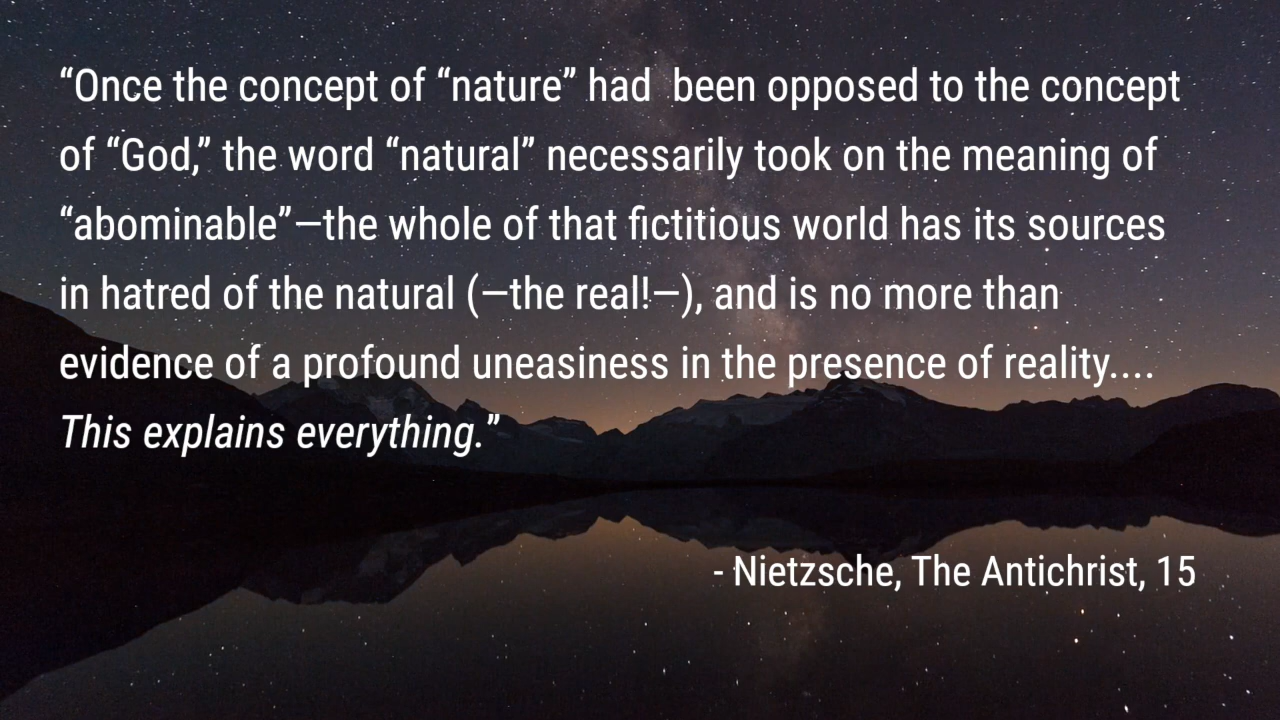 “Once the concept of “nature” had  been opposed to the concept
of “God,” the word “natural” necessarily took on the meaning of
“abominable”—the whole of that fictitious world has its sources
in hatred of the natural (—the real!—), and is no more than
evidence of a profound uneasiness in the presence of reality....
This explains everything.”
- Nietzsche, The Antichrist, 15